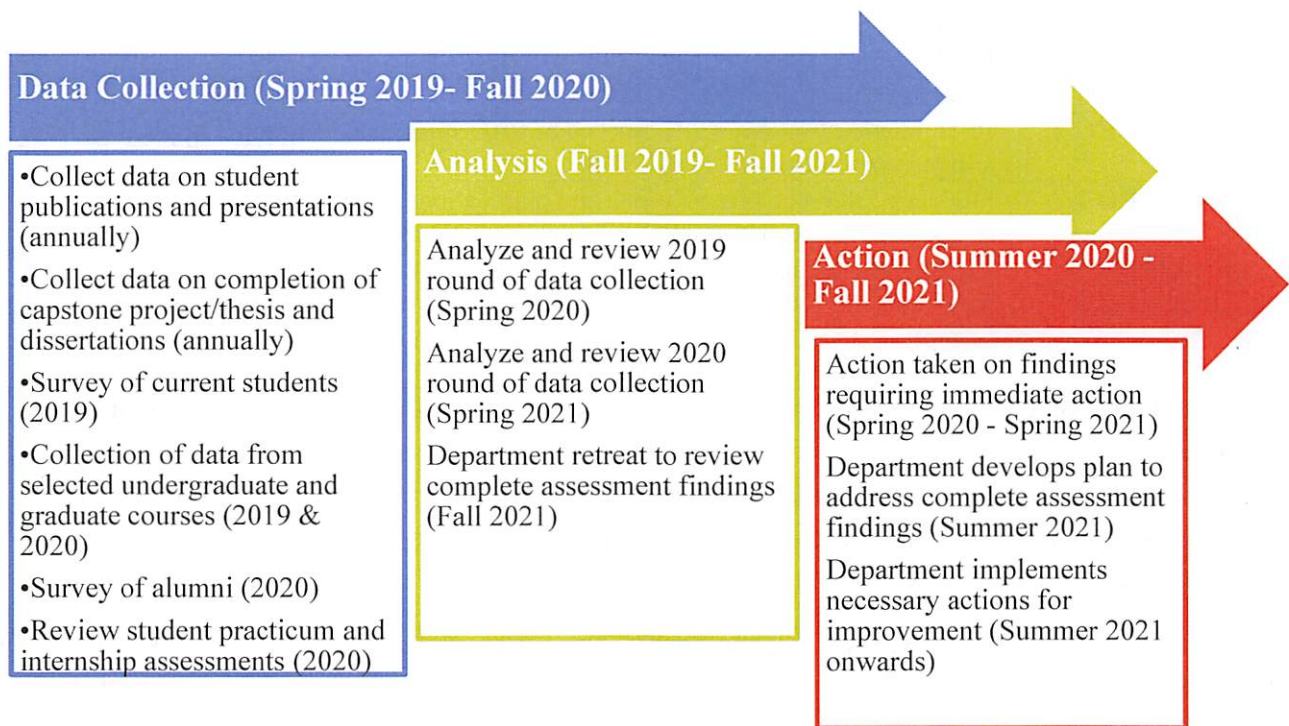 Data Collection (Spring 2019- Fall 2020)
•Collect data on student
publications and presentations
(annually)
•Collect data on completion of
capstone project/thesis and
dissertations (annually)
•Survey of current students
(2019)
•Collection of data from
selected undergraduate and
graduate courses (2019 &
2020)
•Survey of alumni (2020)
•Review student practicum and
internship assessments (2020)
Analysis (Fall 2019- Fall 2021)
Analyze and review 2019
round of data collection
(Spring 2020)
Analyze and review 2020
round of data collection
(Spring 2021)
Department retreat to review
complete assessment findings
(Fall 2021)
Action (Summer 2020 -
Fall 2021)
Action taken on findings
requiring immediate action
(Spring 2020 - Spring 2021)
Department develops plan to
address complete assessment
findings (Summer 2021)
Department implements
necessary actions for
improvement (Summer 2021
onwards)